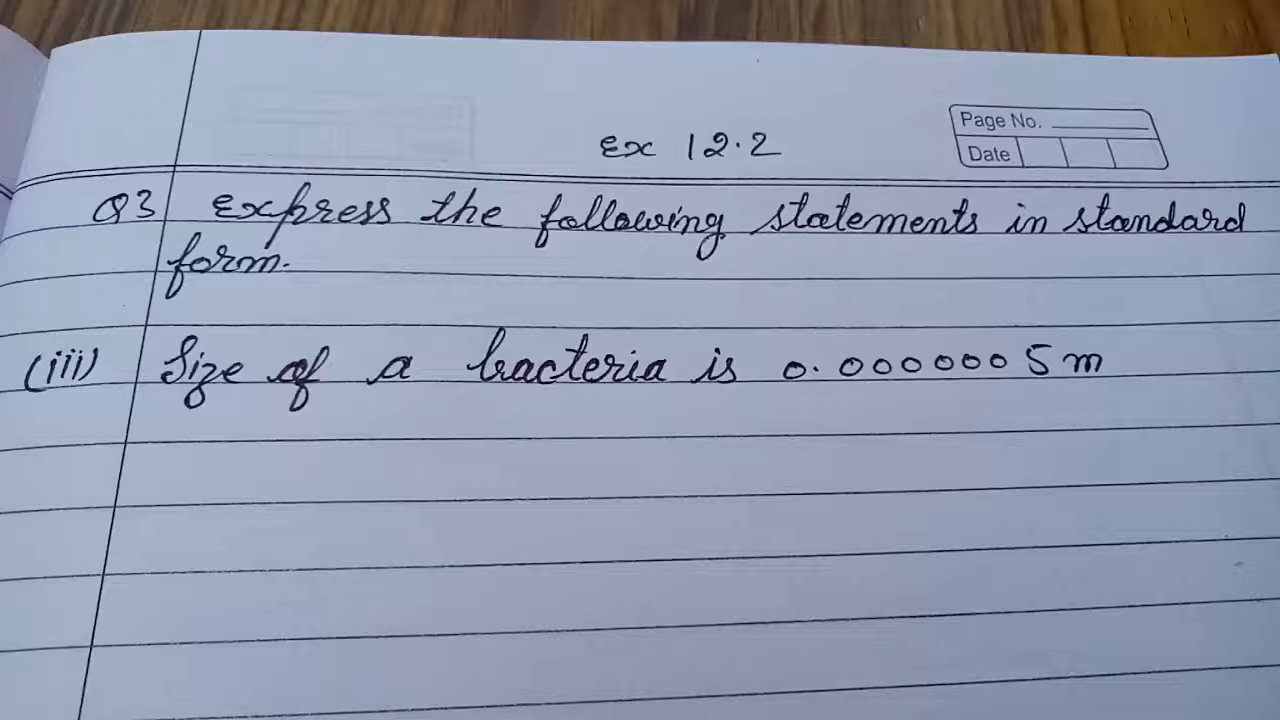 Ex 12.2
Page No.
Date
Q3 Express the following statements in standard
form.
(iii) Size of a bacteria is 0.0000005 m